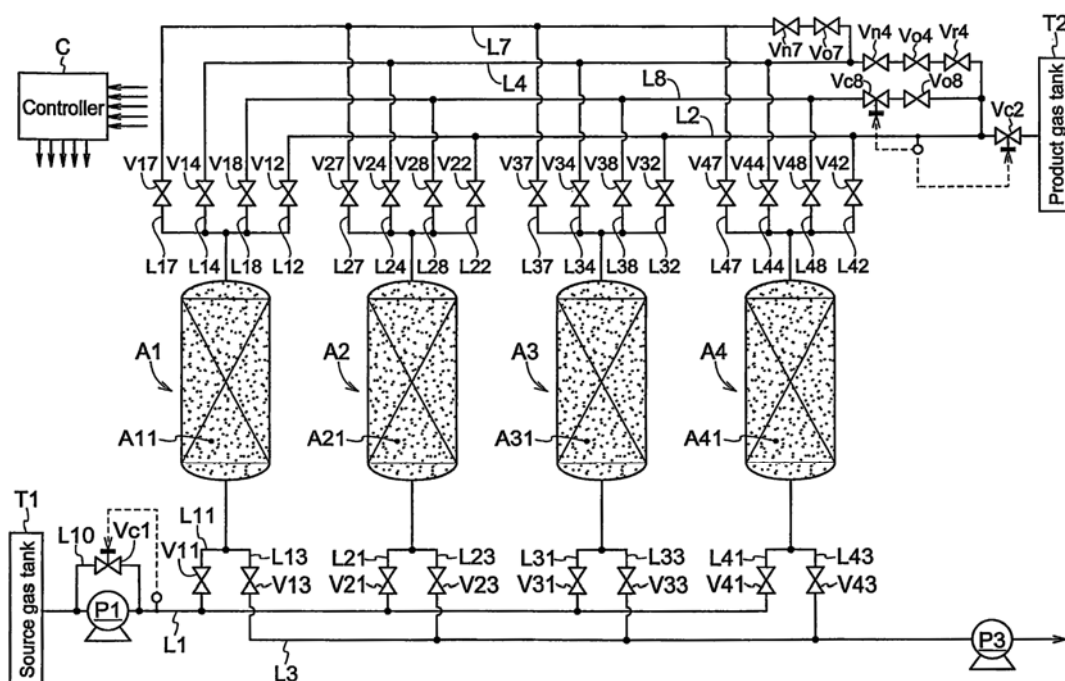 C
Controller
L7
Vn7 Vo7
Vn4 Vo4 Vr4
T2
L4
L8
Vc8
Vo8
L2
Vc2
Product gas tank
V17 V14 V18 V12 V27 V24 V28 V22 V37 V34 V38 V32 V47 V44 V48 V42
L17 L14 L18 L12 L27 L24 L28 L22 L37 L34 L38 L32 L47 L44 L48 L42
A1 A2 A3 A4
A11 A21 A31 A41
T1
L10 Vc1
Source gas tank
L11 L13 L21 L23 L31 L33 L41 L43
V11 V13 V21 V23 V31 V33 V41 V43
P1
L1
L3
P3